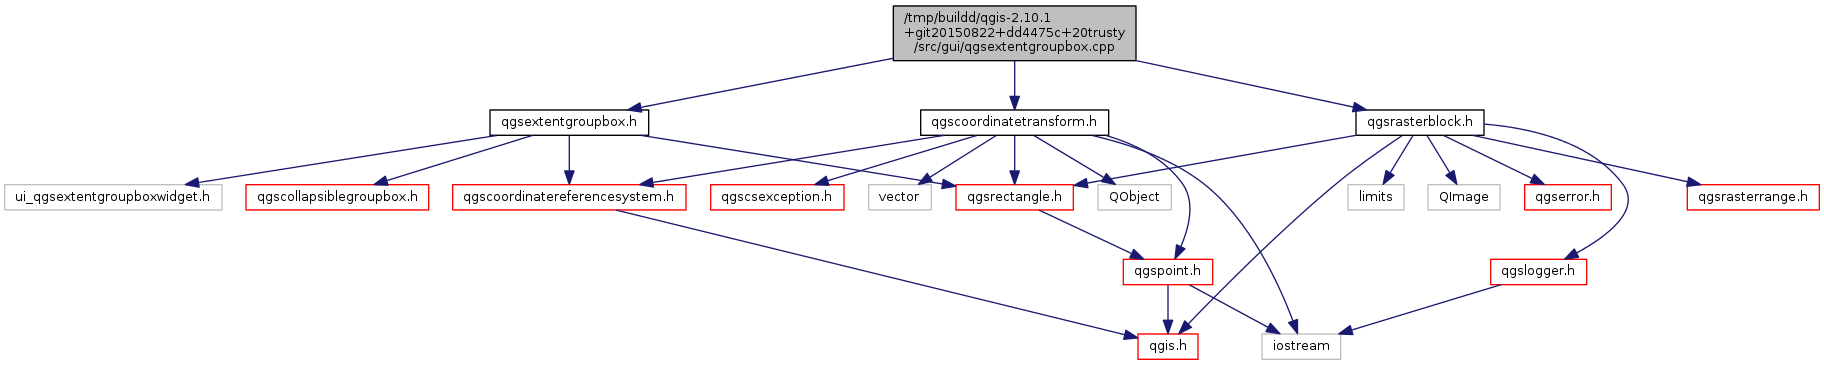 /tmp/buildd/qgis-2.10.1
+git20150822+dd4475c+20trusty
/src/gui/qgsextentgroupbox.cpp
qgsextentgroupbox.h
qgscoordinatetransform.h
qgsrasterblock.h
ui_qgsextentgroupboxwidget.h
qgscollapsiblegroupbox.h
qgscoordinatereferencesystem.h
qgscsexception.h
vector
qgsrectangle.h
QObject
limits
QImage
qgserror.h
qgsrasterrange.h
qgspoint.h
qgslogger.h
qgis.h
iostream